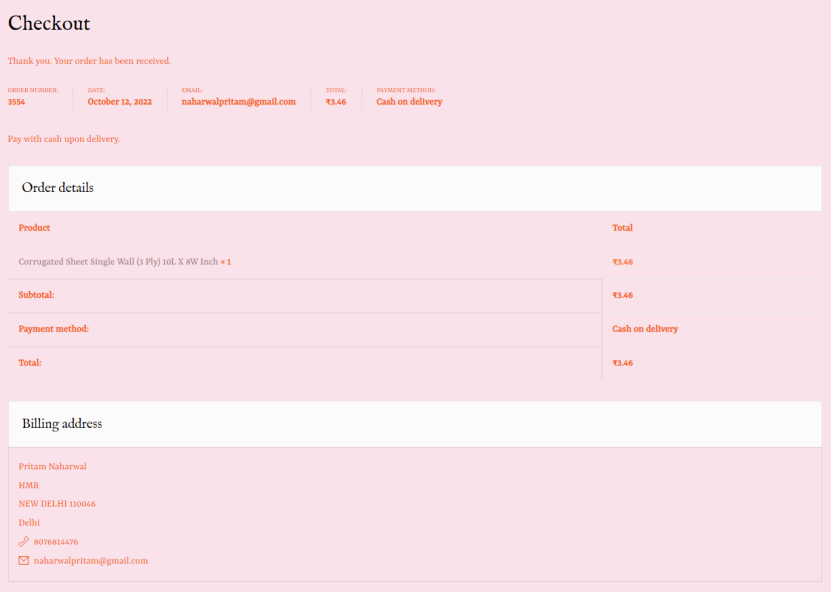 Checkout
Thank you. Your order has been received.
ORDER NUMBER: DATE: EMAIL: TOTAL: PAYMENT METHOD:
3554 October 12, 2022 naharwalpritam@gmail.com ₹3.46 Cash on delivery
Pay with cash upon delivery.
Order details
Product Total
Corrugated Sheet Single Wall (3 Ply) 10L X 8W Inch × 1 ₹3.46
Subtotal: ₹3.46
Payment method: Cash on delivery
Total: ₹3.46
Billing address
Pritam Naharwal
HMR
NEW DELHI 110046
Delhi
8076814476
naharwalpritam@gmail.com